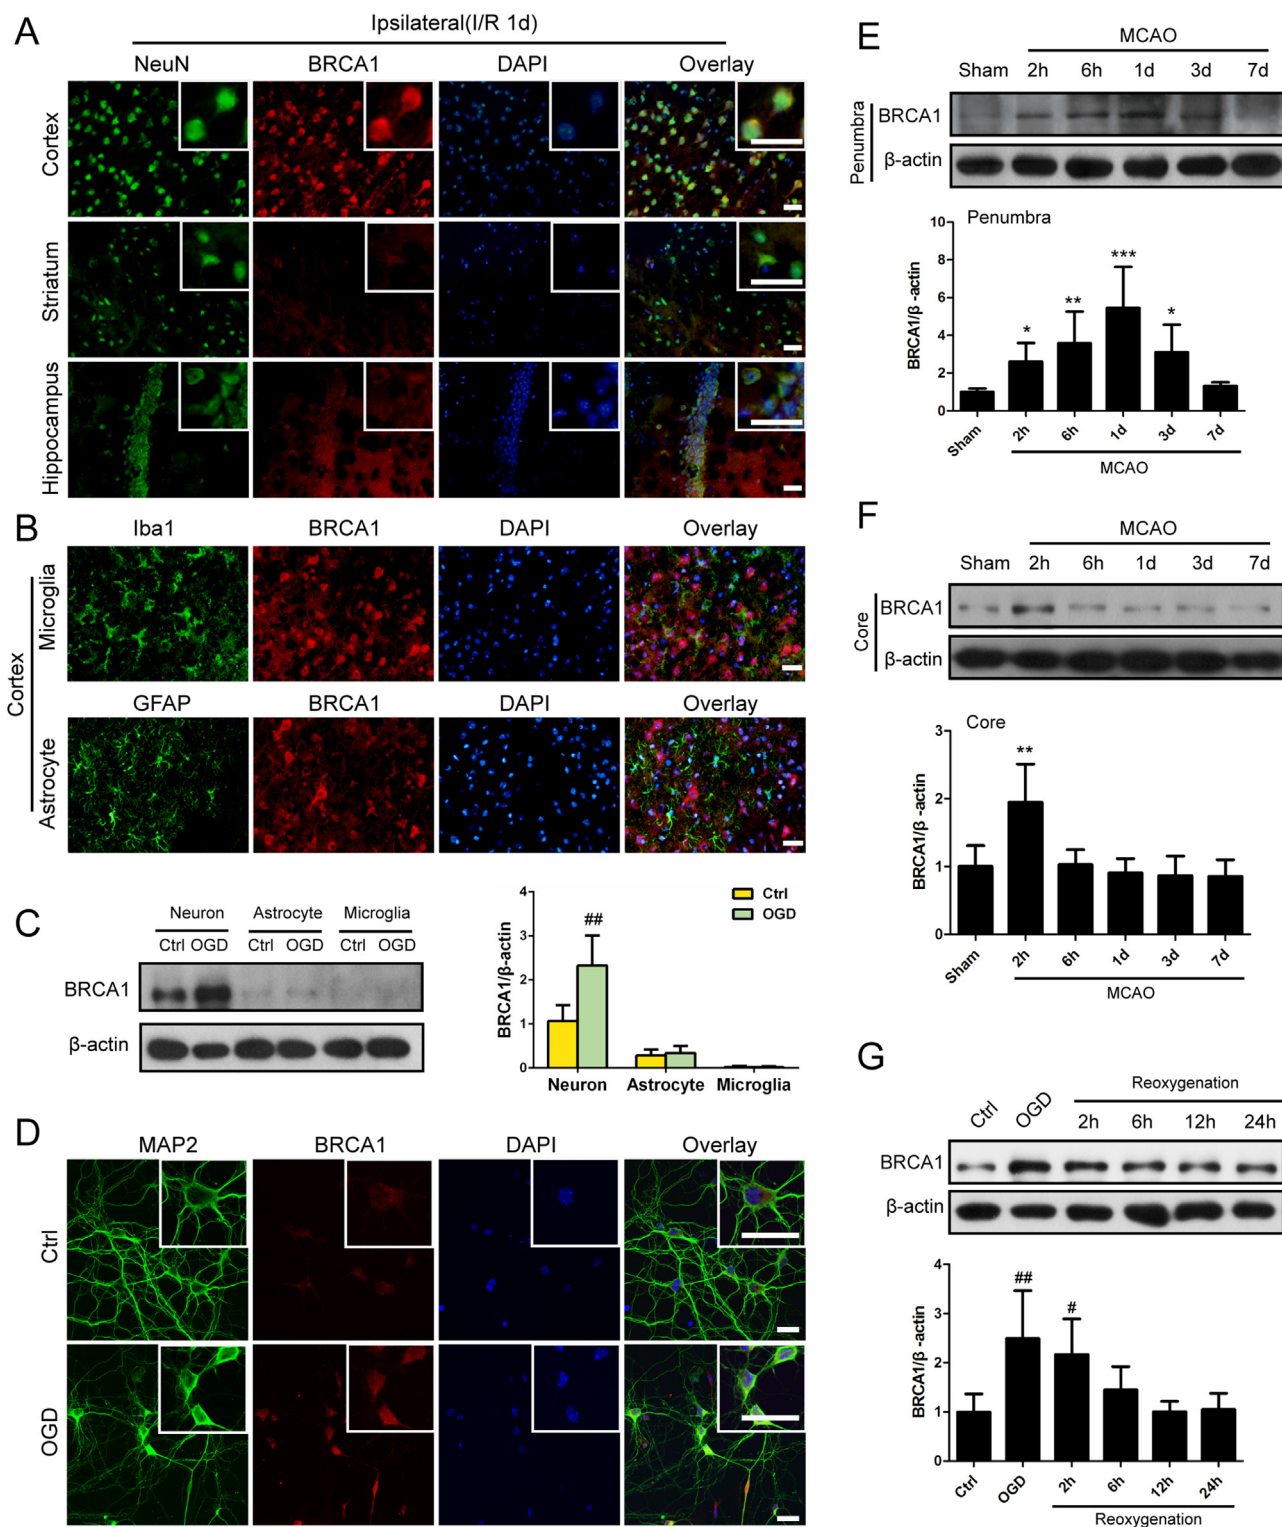 A
Ipsilateral(I/R 1d)
NeuN BRCA1 DAPI Overlay
Cortex
Striatum
Hippocampus
B
Iba1 BRCA1 DAPI Overlay
Cortex
Microglia
GFAP BRCA1 DAPI Overlay
Astrocyte
C
Neuron Astrocyte Microglia
Ctrl OGD Ctrl OGD Ctrl OGD
BRCA1
β-actin
BRCA1/β-actin
4
3
2
1
0
##
Ctrl
OGD
Neuron Astrocyte Microglia
D
MAP2 BRCA1 DAPI Overlay
Ctrl
OGD
E
MCAO
Sham 2h 6h 1d 3d 7d
Penumbra
BRCA1
β-actin
Penumbra
BRCA1/β -actin
10
8
6
4
2
0
* ** *** *
Sham 2h 6h 1d 3d 7d
MCAO
F
MCAO
Sham 2h 6h 1d 3d 7d
Core
BRCA1
β-actin
Core
BRCA1/β -actin
3
2
1
0
**
Sham 2h 6h 1d 3d 7d
MCAO
G
Reoxygenation
Ctrl OGD 2h 6h 12h 24h
BRCA1
β-actin
BRCA1/β -actin
4
3
2
1
0
## #
Ctrl OGD 2h 6h 12h 24h
Reoxygenation